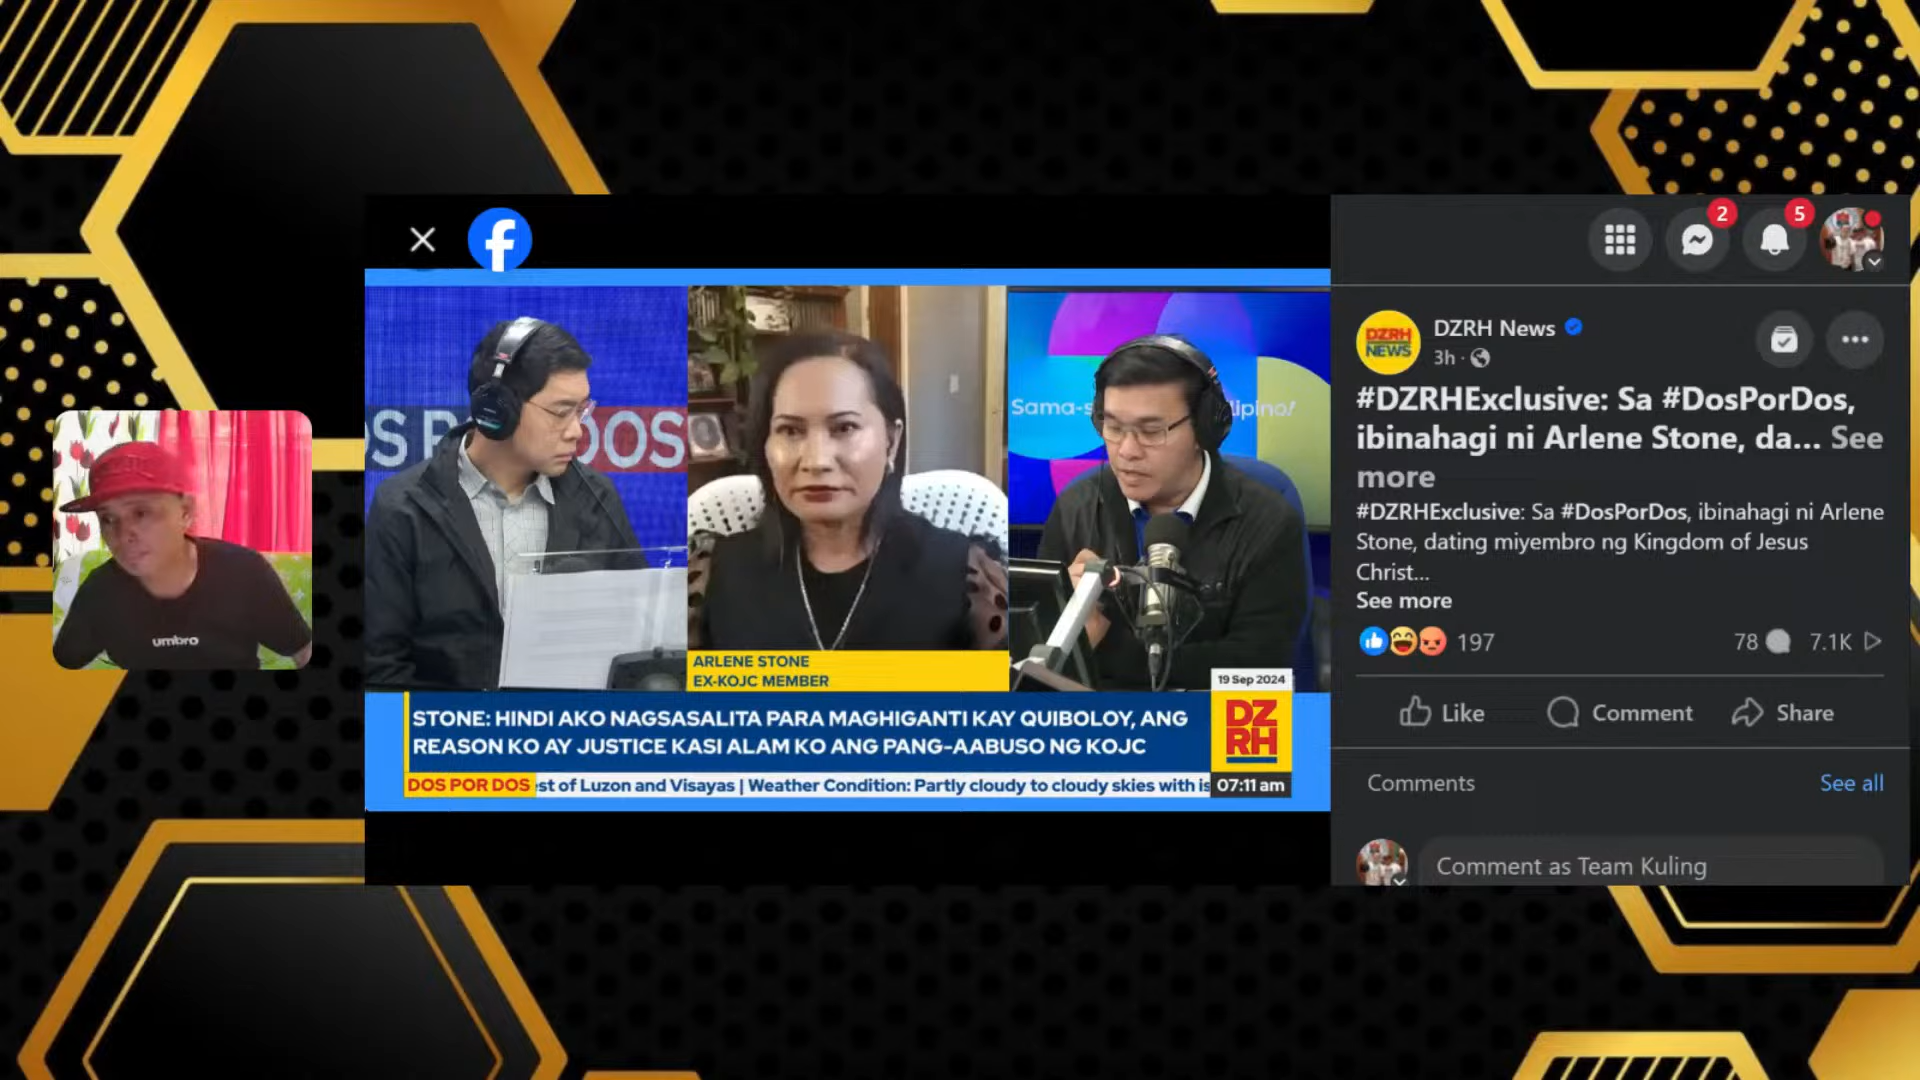 2
5
DZRH
NEWS
DZRH News
3h ·
#DZRHExclusive: Sa #DosPorDos,
ibinahagi ni Arlene Stone, da... See
more
#DZRHExclusive: Sa #DosPorDos, ibinahagi ni Arlene
Stone, dating miyembro ng Kingdom of Jesus
Christ...
See more
197
78
7.1K
Like
Comment
Share
Comments
See all
Comment as Team Kuling
DOS
Sama-s
lipino!
umbro
ARLENE STONE
EX-KOJC MEMBER
19 Sep 2024
STONE: HINDI AKO NAGSASALITA PARA MAGHIGANTI KAY QUIBOLOY, ANG
REASON KO AY JUSTICE KASI ALAM KO ANG PANG-AABUSO NG KOJC
DZ
RH
DOS POR DOS
est of Luzon and Visayas | Weather Condition: Partly cloudy to cloudy skies with is
07:11 am